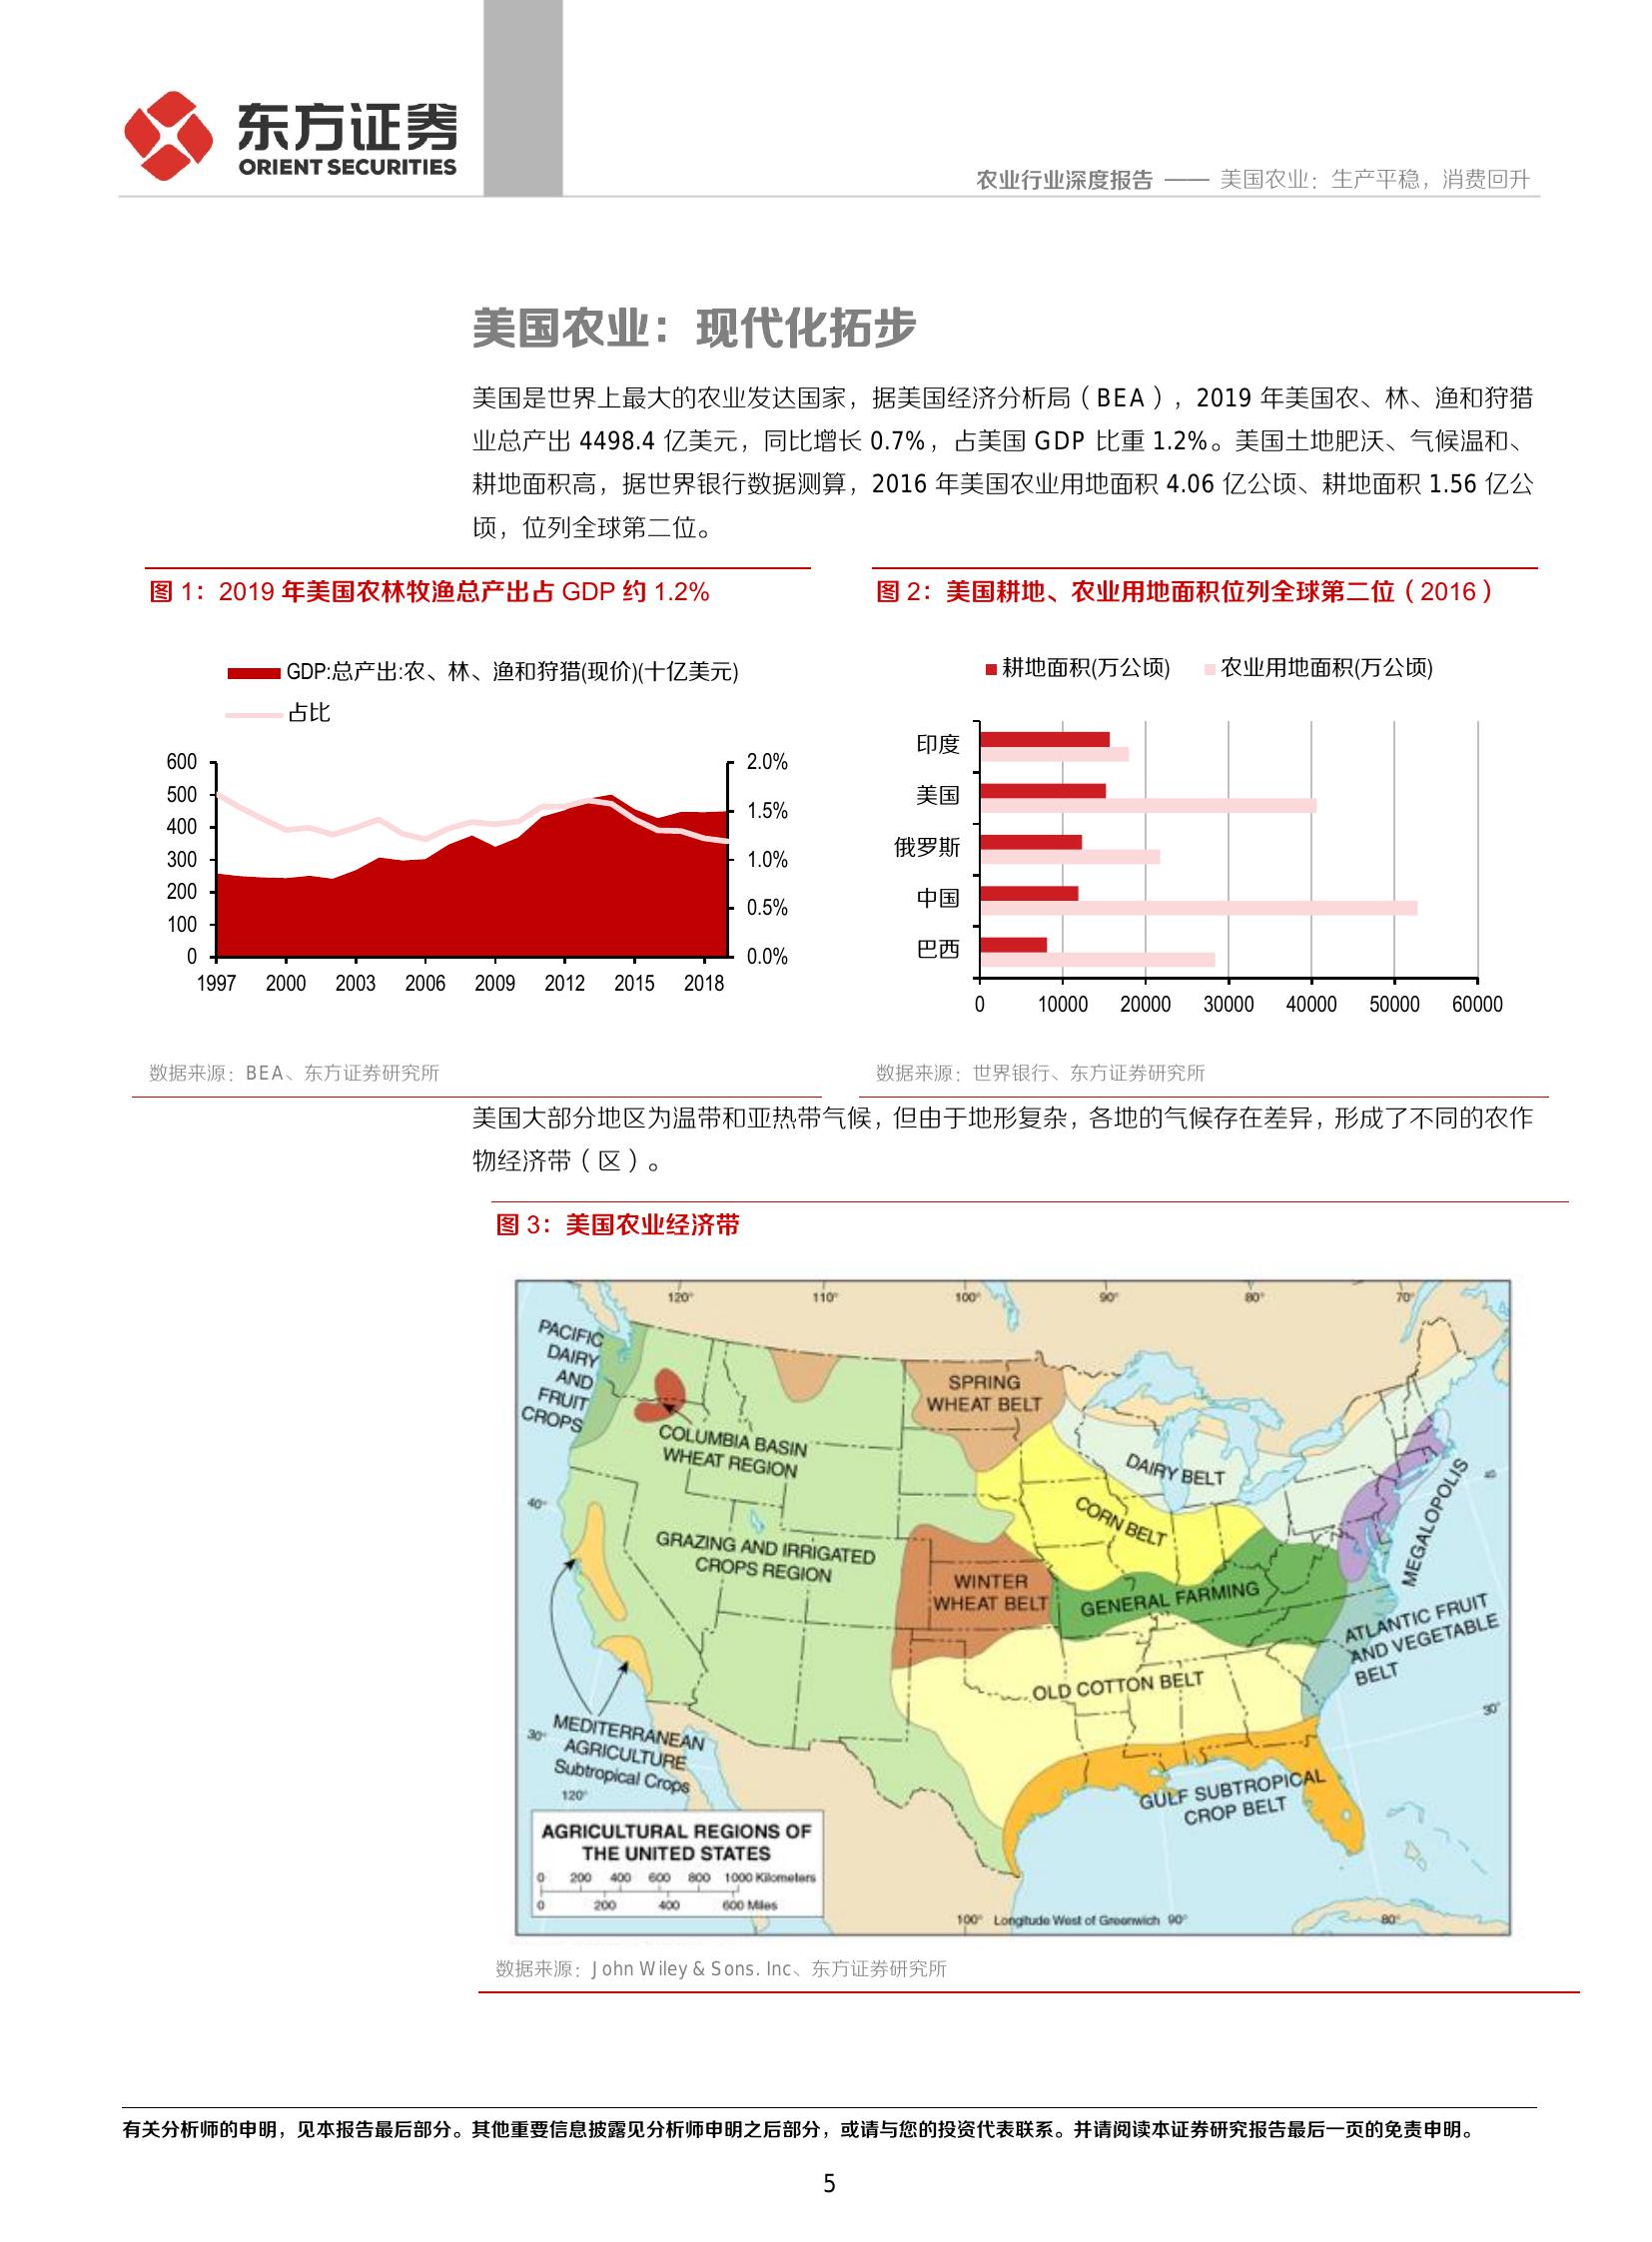 东方证券
ORIENT SECURITIES
农业行业深度报告 —— 美国农业：生产平稳，消费回升
美国农业：现代化拓步
美国是世界上最大的农业发达国家，据美国经济分析局（BEA），2019 年美国农、林、渔和狩猎
业总产出 4498.4 亿美元，同比增长 0.7%，占美国 GDP 比重 1.2%。美国土地肥沃、气候温和、
耕地面积高，据世界银行数据测算，2016 年美国农业用地面积 4.06 亿公顷、耕地面积 1.56 亿公
顷，位列全球第二位。
图 1：2019 年美国农林牧渔总产出占 GDP 约 1.2%
GDP:总产出:农、林、渔和狩猎(现价)(十亿美元)
占比
600
500
400
300
200
100
0
2.0%
1.5%
1.0%
0.5%
0.0%
1997 2000 2003 2006 2009 2012 2015 2018
数据来源：BEA、东方证券研究所
图 2：美国耕地、农业用地面积位列全球第二位（2016）
耕地面积(万公顷) 农业用地面积(万公顷)
印度
美国
俄罗斯
中国
巴西
0 10000 20000 30000 40000 50000 60000
数据来源：世界银行、东方证券研究所
美国大部分地区为温带和亚热带气候，但由于地形复杂，各地的气候存在差异，形成了不同的农作
物经济带（区）。
图 3：美国农业经济带
120° 110° 100° 90° 80° 70°
PACIFIC
DAIRY
AND
FRUIT
CROPS
COLUMBIA BASIN
WHEAT REGION
SPRING
WHEAT BELT
DAIRY BELT
CORN BELT
40°
40
MEGALOPOLIS
GRAZING AND IRRIGATED
CROPS REGION
WINTER
WHEAT BELT
GENERAL FARMING
ATLANTIC FRUIT
AND VEGETABLE
BELT
OLD COTTON BELT
30°
30°
MEDITERRANEAN
AGRICULTURE
Subtropical Crops
120°
GULF SUBTROPICAL
CROP BELT
AGRICULTURAL REGIONS OF
THE UNITED STATES
0 200 400 600 800 1000 Kilometers
0 200 400 600 Miles
100° Longitude West of Greenwich 90° 80°
数据来源：John Wiley & Sons. Inc、东方证券研究所
有关分析师的申明，见本报告最后部分。其他重要信息披露见分析师申明之后部分，或请与您的投资代表联系。并请阅读本证券研究报告最后一页的免责申明。
5